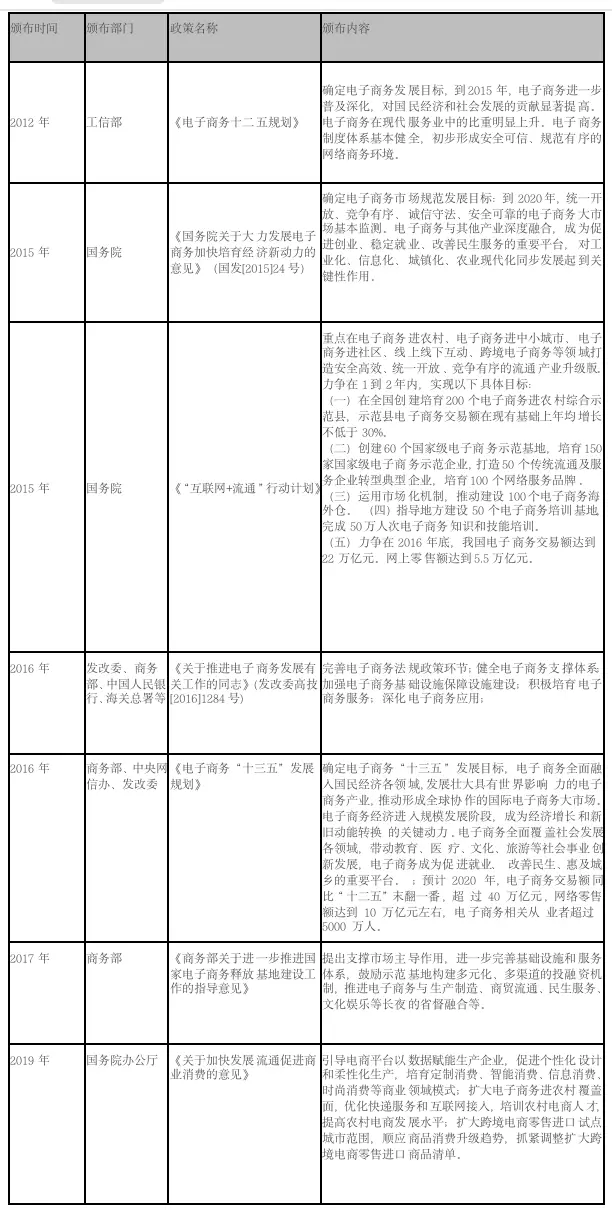 颁布时间 颁布部门 政策名称 颁布内容
2012 年 工信部 《电子商务十二五规划》
确定电子商务发展目标，到2015 年，电子商务进一步
普及深化，对国民经济和社会发展的贡献显著提高。
电子商务在现代服务业中的比重明显上升。电子商务
制度体系基本健全，初步形成安全可信、规范有序的
网络商务环境。
2015 年 国务院
《国务院关于大力发展电子
商务加快培育经济新动力的
意见》（国发[2015]24 号）
确定电子商务市场规范发展目标：到 2020年，统一开
放、竞争有序、诚信守法、安全可靠的电子商务大市
场基本监测。电子商务与其他产业深度融合，成为促
进创业、稳定就业、改善民生服务的重要平台，对工
业化、信息化、城镇化、农业现代化同步发展起到关
键性作用。
2015 年 国务院 《“互联网+流通”行动计划》
重点在电子商务进农村、电子商务进中小城市、电子
商务进社区、线上线下互动、跨境电子商务等领域打
造安全高效、统一开放、竞争有序的流通产业升级版.
力争在 1 到 2 年内，实现以下具体目标：
（一）在全国创建培育200 个电子商务进农村综合示
范县，示范县电子商务交易额在现有基础上年均增长
不低于 30%.
（二）创建60 个国家级电子商务示范基地，培育150
家国家级电子商务示范企业,打造 50 个传统流通及服
务企业转型典型企业，培育100 个网络服务品牌 。
（三）运用市场化机制，推动建设 100个电子商务海
外仓。（四）指导地方建设 50 个电子商务培训基地,
完成 50万人次电子商务知识和技能培训.
（五）力争在 2016 年底，我国电子商务交易额达到
22 万亿元. 网上零售额达到5.5 万亿元.
2016 年
发改委、商务
部、中国人民银
行、海关总署等
《关于推进电子商务发展有
关工作的同志》(发改委高技
[2016]1284 号)
完善电子商务法规政策环节；健全电子商务支撑体系;
加强电子商务基础设施保障设施建设；积极培育电子
商务服务；深化电子商务应用；
2016 年
商务部、中央网
信办、发改委
《电子商务“十三五”发展
规划》
确定电子商务“十三五”发展目标，电子商务全面融
入国民经济各领域,发展壮大具有世界影响 力的电子
商务产业,推动形成全球协作的国际电子商务大市场.
电子商务经济进入规模发展阶段，成为经济增长和新
旧动能转换 的关键动力.电子商务全面覆盖社会发展
各领域，带动教育、医 疗、文化、旅游等社会事业创
新发展，电子商务成为促进就业、 改善民生、惠及城
乡的重要平台。；预计 2020 年,电子商务交易额同
比“十二五”末翻一番，超 过 40 万亿元，网络零售
额达到 10 万亿元左右，电子商务相关从 业者超过
5000 万人.
2017 年 商务部
《商务部关于进一步推进国
家电子商务释放基地建设工
作的指导意见》
提出支撑市场主导作用，进一步完善基础设施和服务
体系，鼓励示范基地构建多元化、多渠道的投融资机
制，推进电子商务与生产制造、商贸流通、民生服务、
文化娱乐等长夜的省督融合等。
2019 年 国务院办公厅
《关于加快发展流通促进商
业消费的意见》
引导电商平台以数据赋能生产企业，促进个性化设计
和柔性化生产，培育定制消费、智能消费、信息消费、
时尚消费等商业领域模式；扩大电子商务进农村覆盖
面，优化快递服务和互联网接入，培训农村电商人才,
提高农村电商发展水平；扩大跨境电商零售进口试点
城市范围，顺应商品消费升级趋势，抓紧调整扩大跨
境电商零售进口商品清单.